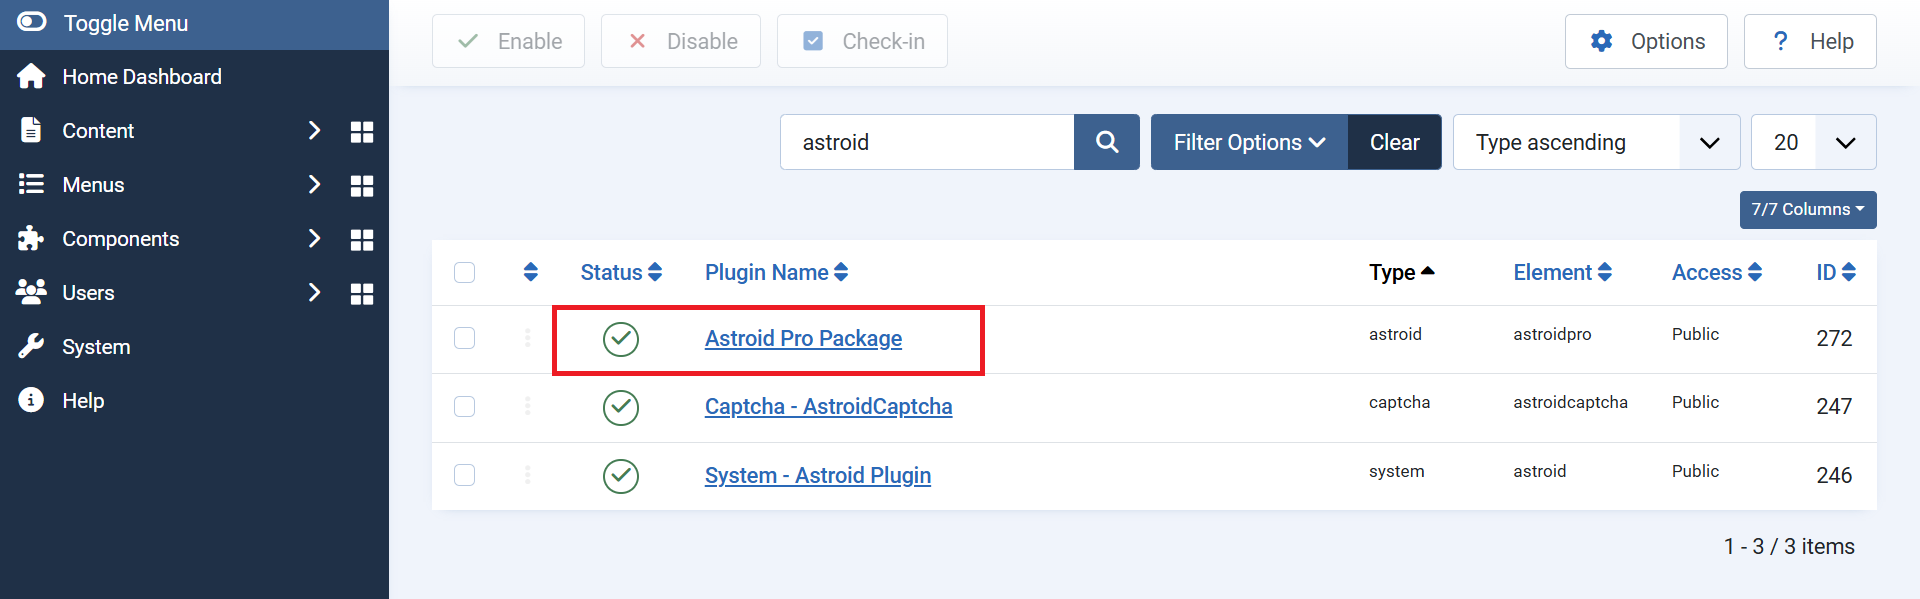 Toggle Menu
Home Dashboard
Content
Menus
Components
Users
System
Help
Enable Disable Check-in Options ? Help
astroid Filter Options Clear Type ascending 20
7/7 Columns
Status Plugin Name Type Element Access ID
Astroid Pro Package astroid astroidpro Public 272
Captcha - AstroidCaptcha captcha astroidcaptcha Public 247
System - Astroid Plugin system astroid Public 246
1 - 3 / 3 items